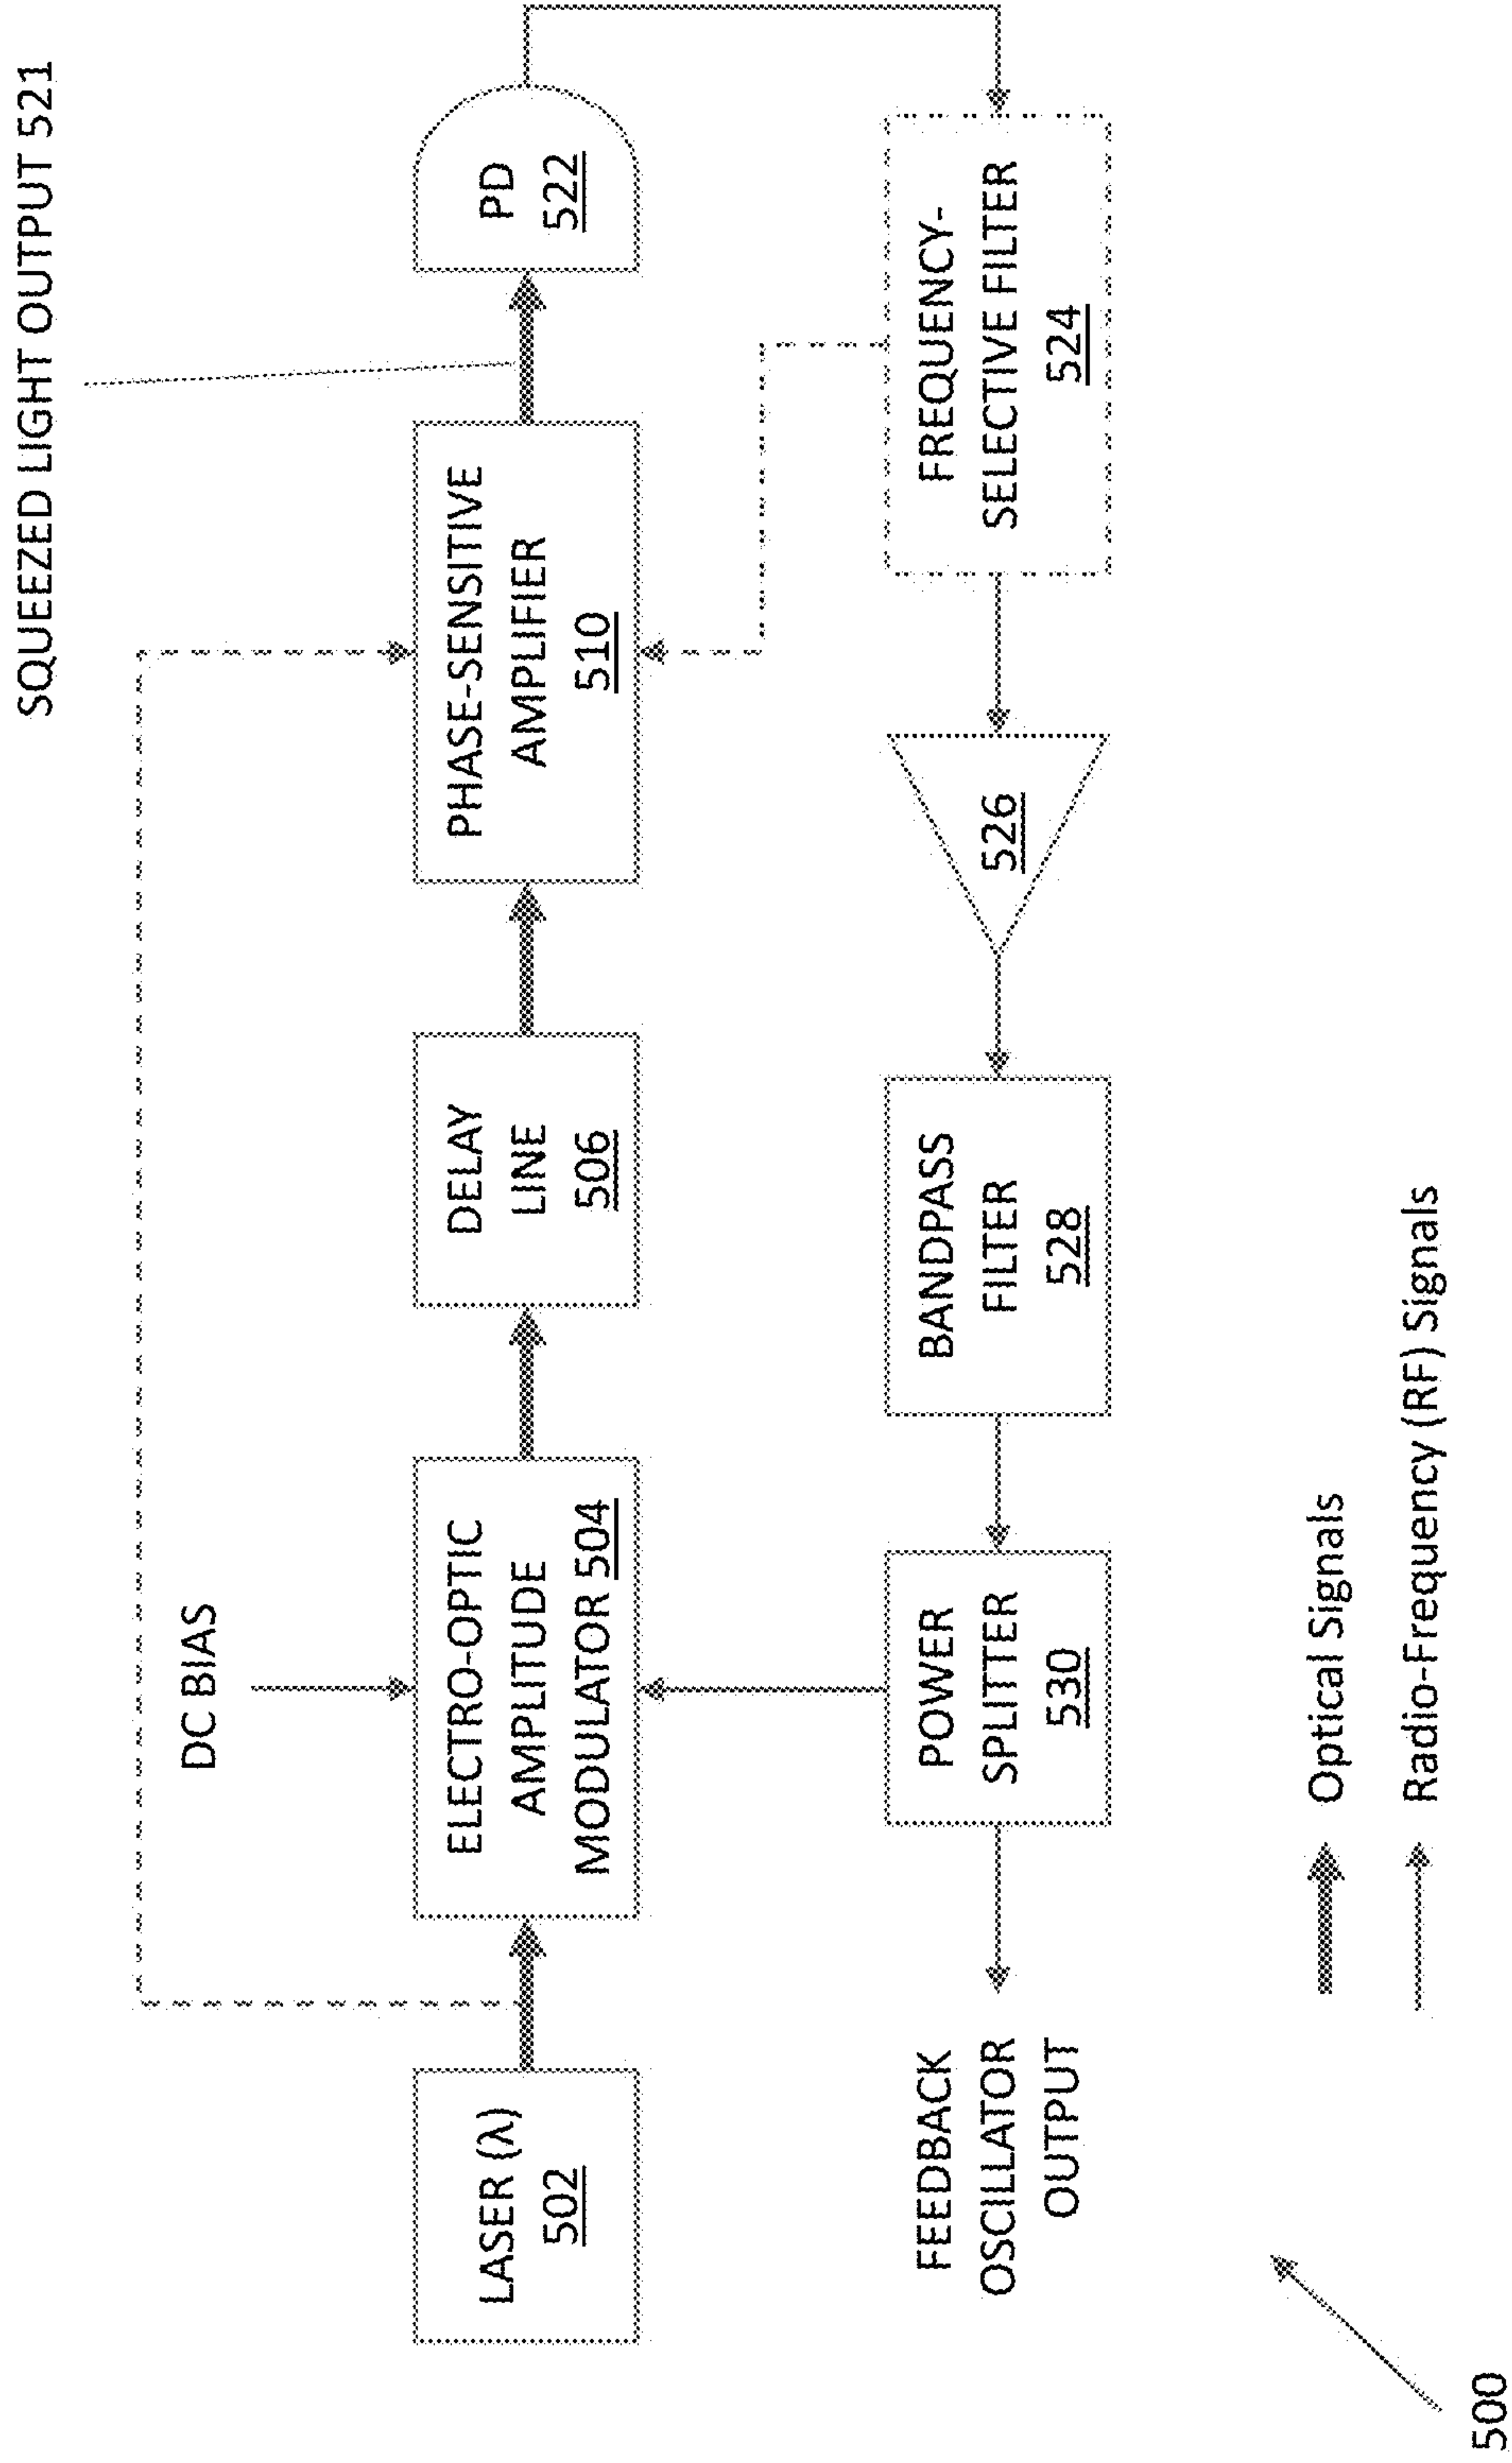 SQUEEZED LIGHT OUTPUT 521
DC BIAS
LASER (λ)
502
ELECTRO-OPTIC
AMPLITUDE
MODULATOR 504
DELAY
LINE
506
PHASE-SENSITIVE
AMPLIFIER
510
PD
522
FEEDBACK
OSCILLATOR
OUTPUT
POWER
SPLITTER
530
BANDPASS
FILTER
528
526
FREQUENCY-
SELECTIVE FILTER
524
Optical Signals
Radio-Frequency (RF) Signals
500